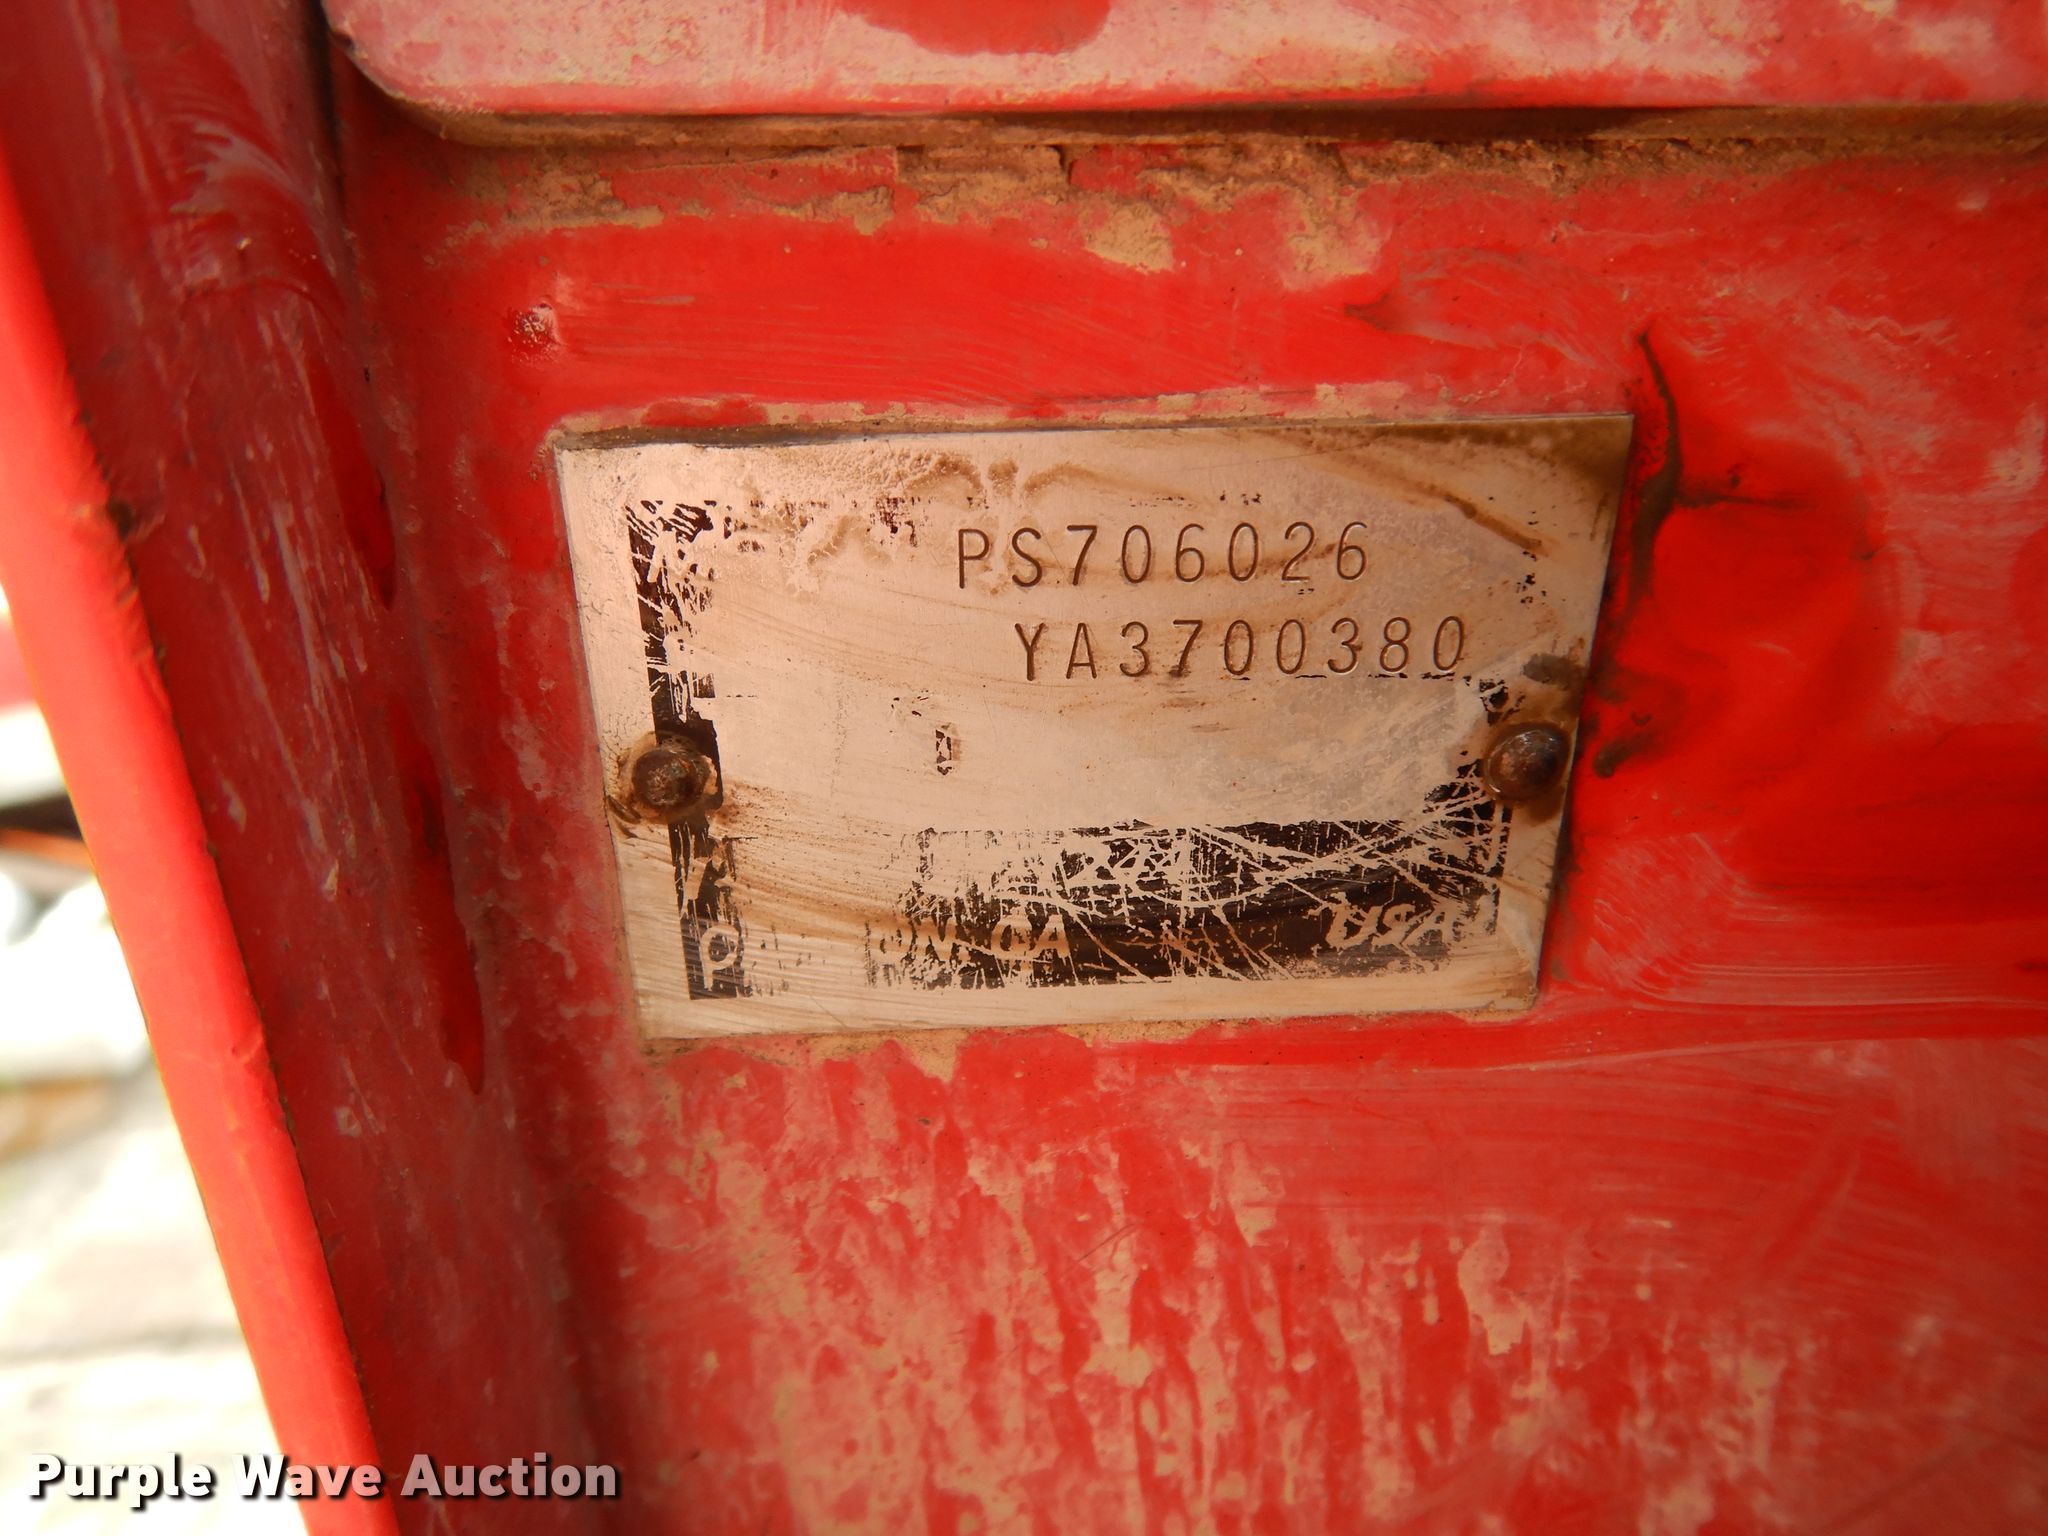 PS706026
YA3700380
USA
Purple Wave Auction